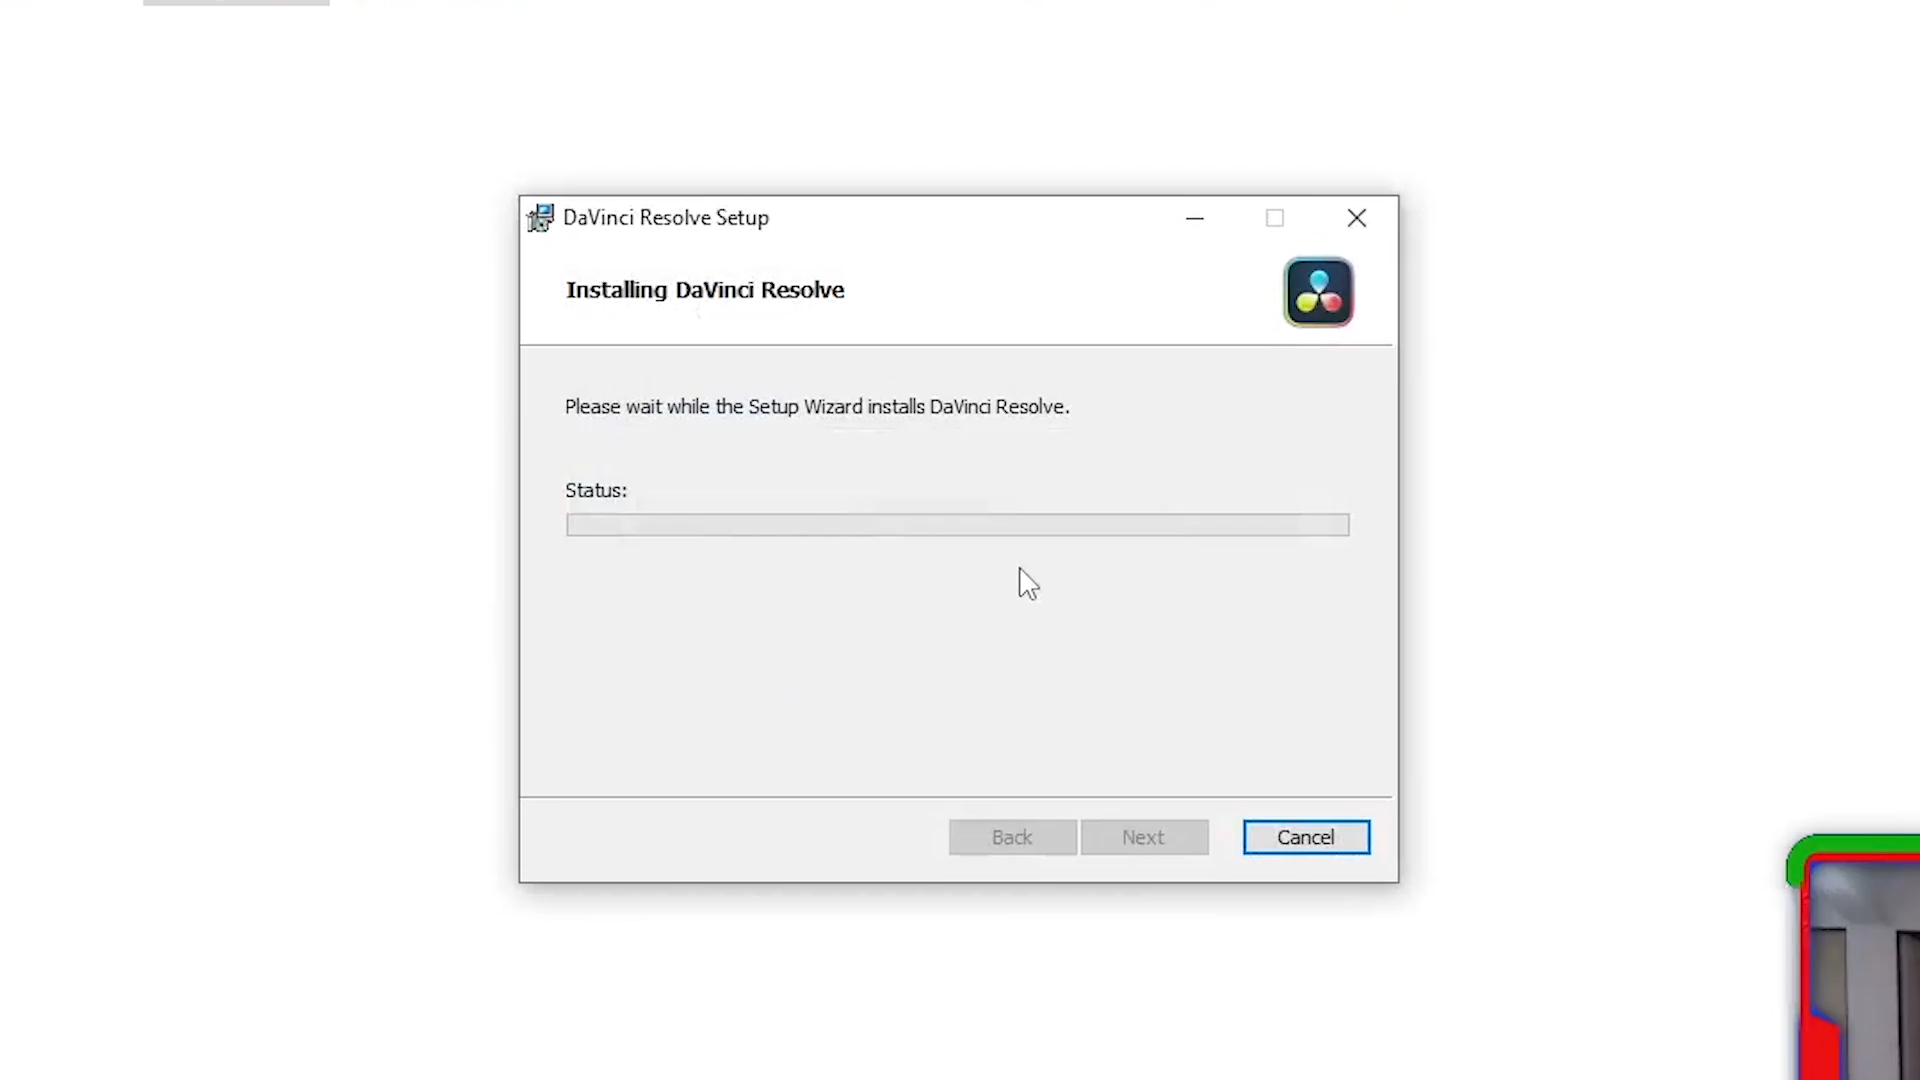 DaVinci Resolve Setup
Installing DaVinci Resolve
Please wait while the Setup Wizard installs DaVinci Resolve.
Status:
Back
Next
Cancel